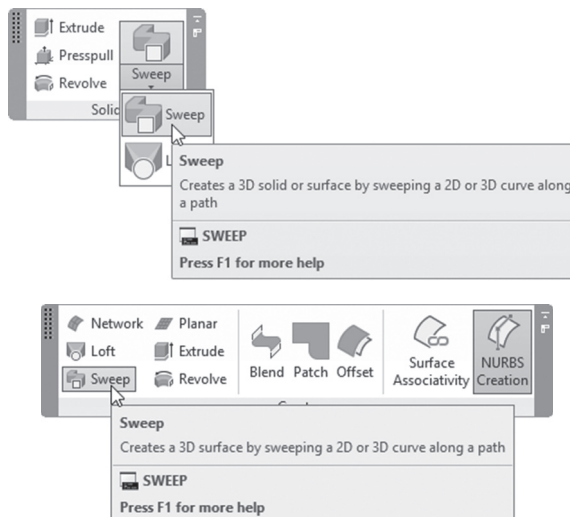 Extrude
Presspull
Revolve
Sweep
Solid
Sweep
L
Sweep
Creates a 3D solid or surface by sweeping a 2D or 3D curve along
a path
SWEEP
Press F1 for more help
Network Planar
Loft Extrude
Sweep Revolve
Blend Patch Offset
Surface
Associativity
NURBS
Creation
Sweep
Creates a 3D surface by sweeping a 2D or 3D curve along a path
SWEEP
Press F1 for more help